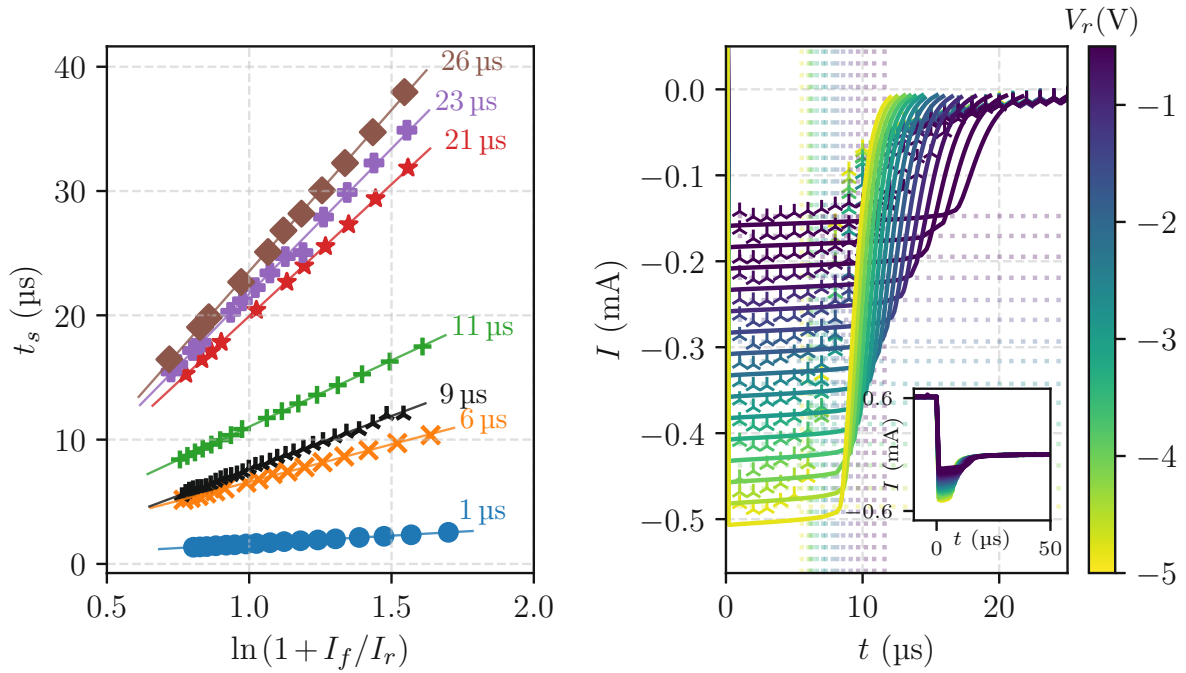 40
30
20
10
0
t_s (µs)
26 µs
23 µs
21 µs
11 µs
9 µs
6 µs
1 µs
0.5
1.0
1.5
2.0
ln (1 + I_f/I_r)
0.0
−0.1
−0.2
−0.3
−0.4
−0.5
I (mA)
0
10
20
t (µs)
0.6
−0.6
I (mA)
0
50
t (µs)
V_r(V)
−1
−2
−3
−4
−5